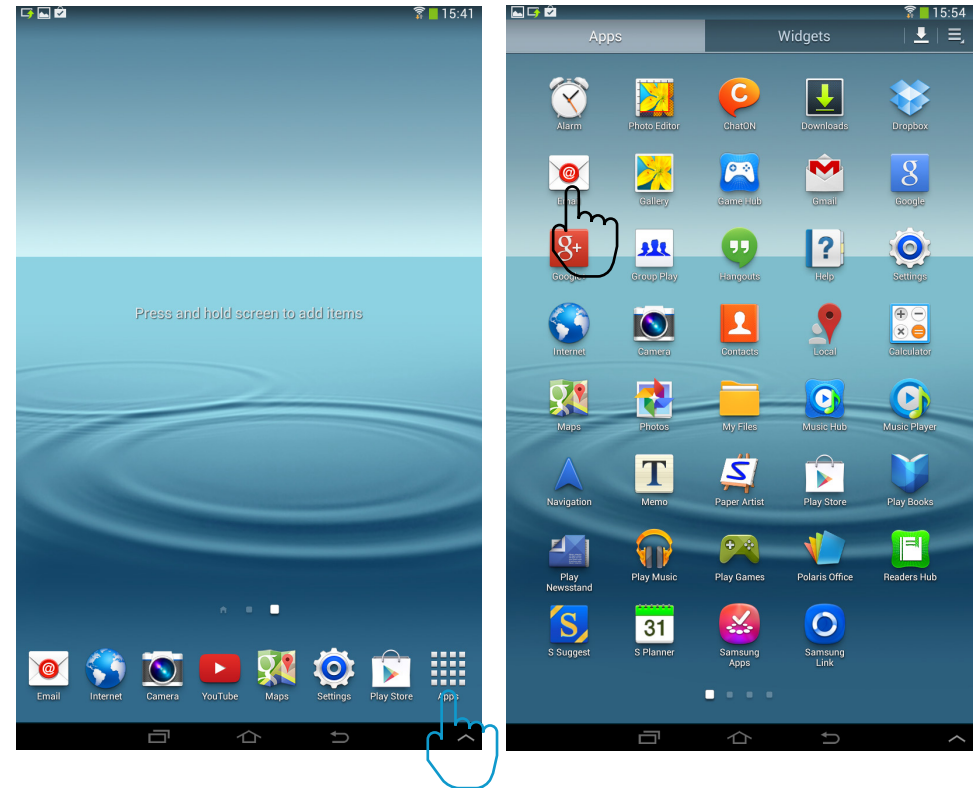 15:41
Press and hold screen to add items
Email
Internet
Camera
YouTube
Maps
Settings
Play Store
Apps
15:54
Apps
Widgets
Alarm
Photo Editor
ChatON
Downloads
Dropbox
Email
Gallery
Game Hub
Gmail
Google
g+
Google+
Group Play
Hangouts
Help
Settings
Internet
Camera
Contacts
Local
Calculator
Maps
Photos
My Files
Music Hub
Music Player
Navigation
Memo
Paper Artist
Play Store
Play Books
Play
Newsstand
Play Music
Play Games
Polaris Office
Readers Hub
31
S Suggest
S Planner
Samsung
Apps
Samsung
Link